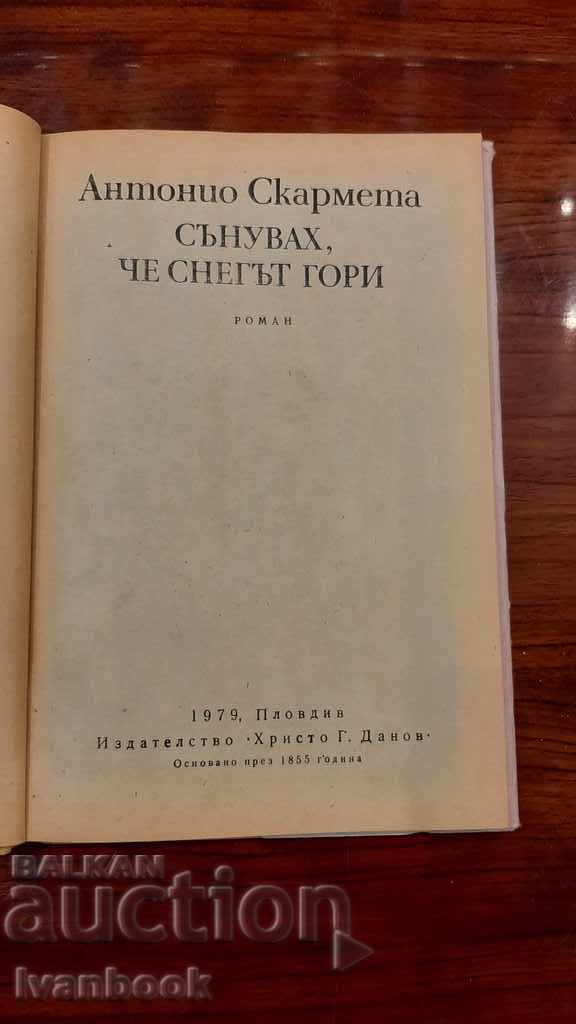 Антонио Скармета
СЪНУВАХ,
ЧЕ СНЕГЪТ ГОРИ
РОМАН
1979, Пловдив
Издателство „Христо Г. Данов“
Основано през 1855 година
BALKAN
auction
Ivanbook